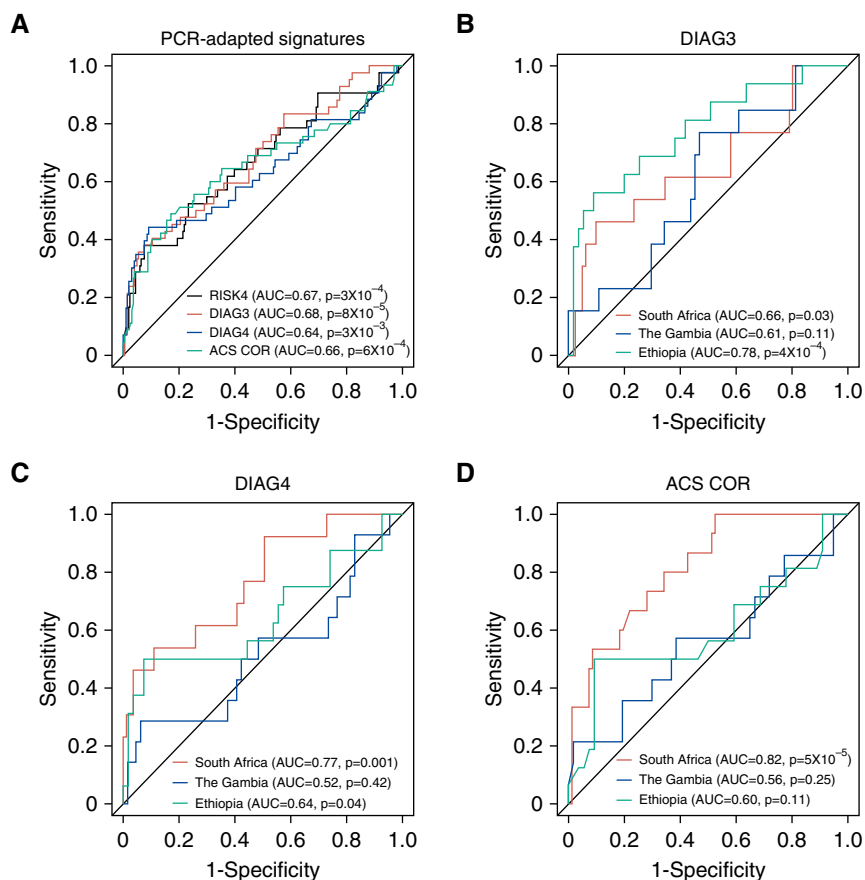 A
PCR-adapted signatures
1.0
0.8
0.6
0.4
0.2
0
Sensitivity
RISK4 (AUC=0.67, p=3X10⁻⁴)
DIAG3 (AUC=0.68, p=8X10⁻⁵)
DIAG4 (AUC=0.64, p=3X10⁻³)
ACS COR (AUC=0.66, p=6X10⁻⁴)
0 0.2 0.4 0.6 0.8 1.0
1-Specificity
B
DIAG3
1.0
0.8
0.6
0.4
0.2
0
Sensitivity
South Africa (AUC=0.66, p=0.03)
The Gambia (AUC=0.61, p=0.11)
Ethiopia (AUC=0.78, p=4X10⁻⁴)
0 0.2 0.4 0.6 0.8 1.0
1-Specificity
C
DIAG4
1.0
0.8
0.6
0.4
0.2
0
Sensitivity
South Africa (AUC=0.77, p=0.001)
The Gambia (AUC=0.52, p=0.42)
Ethiopia (AUC=0.64, p=0.04)
0 0.2 0.4 0.6 0.8 1.0
1-Specificity
D
ACS COR
1.0
0.8
0.6
0.4
0.2
0
Sensitivity
South Africa (AUC=0.82, p=5X10⁻⁵)
The Gambia (AUC=0.56, p=0.25)
Ethiopia (AUC=0.60, p=0.11)
0 0.2 0.4 0.6 0.8 1.0
1-Specificity